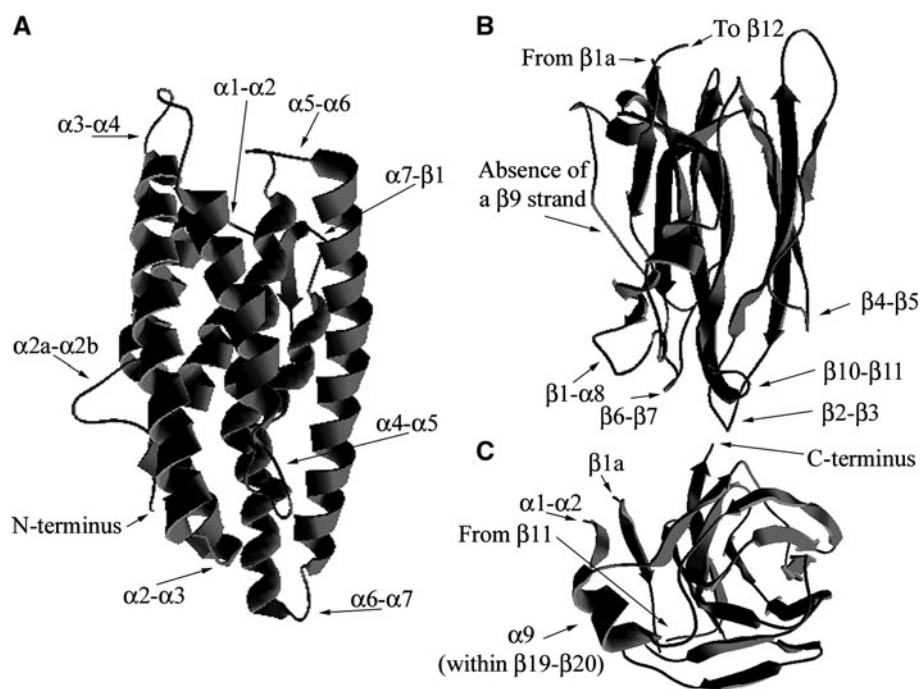 A
α3-α4
α1-α2
α5-α6
α7-β1
α2a-α2b
α4-α5
N-terminus
α2-α3
α6-α7
B
To β12
From β1a
Absence of
a β9 strand
β4-β5
β1-α8
β6-β7
β10-β11
β2-β3
C
C-terminus
β1a
α1-α2
From β11
α9
(within β19-β20)